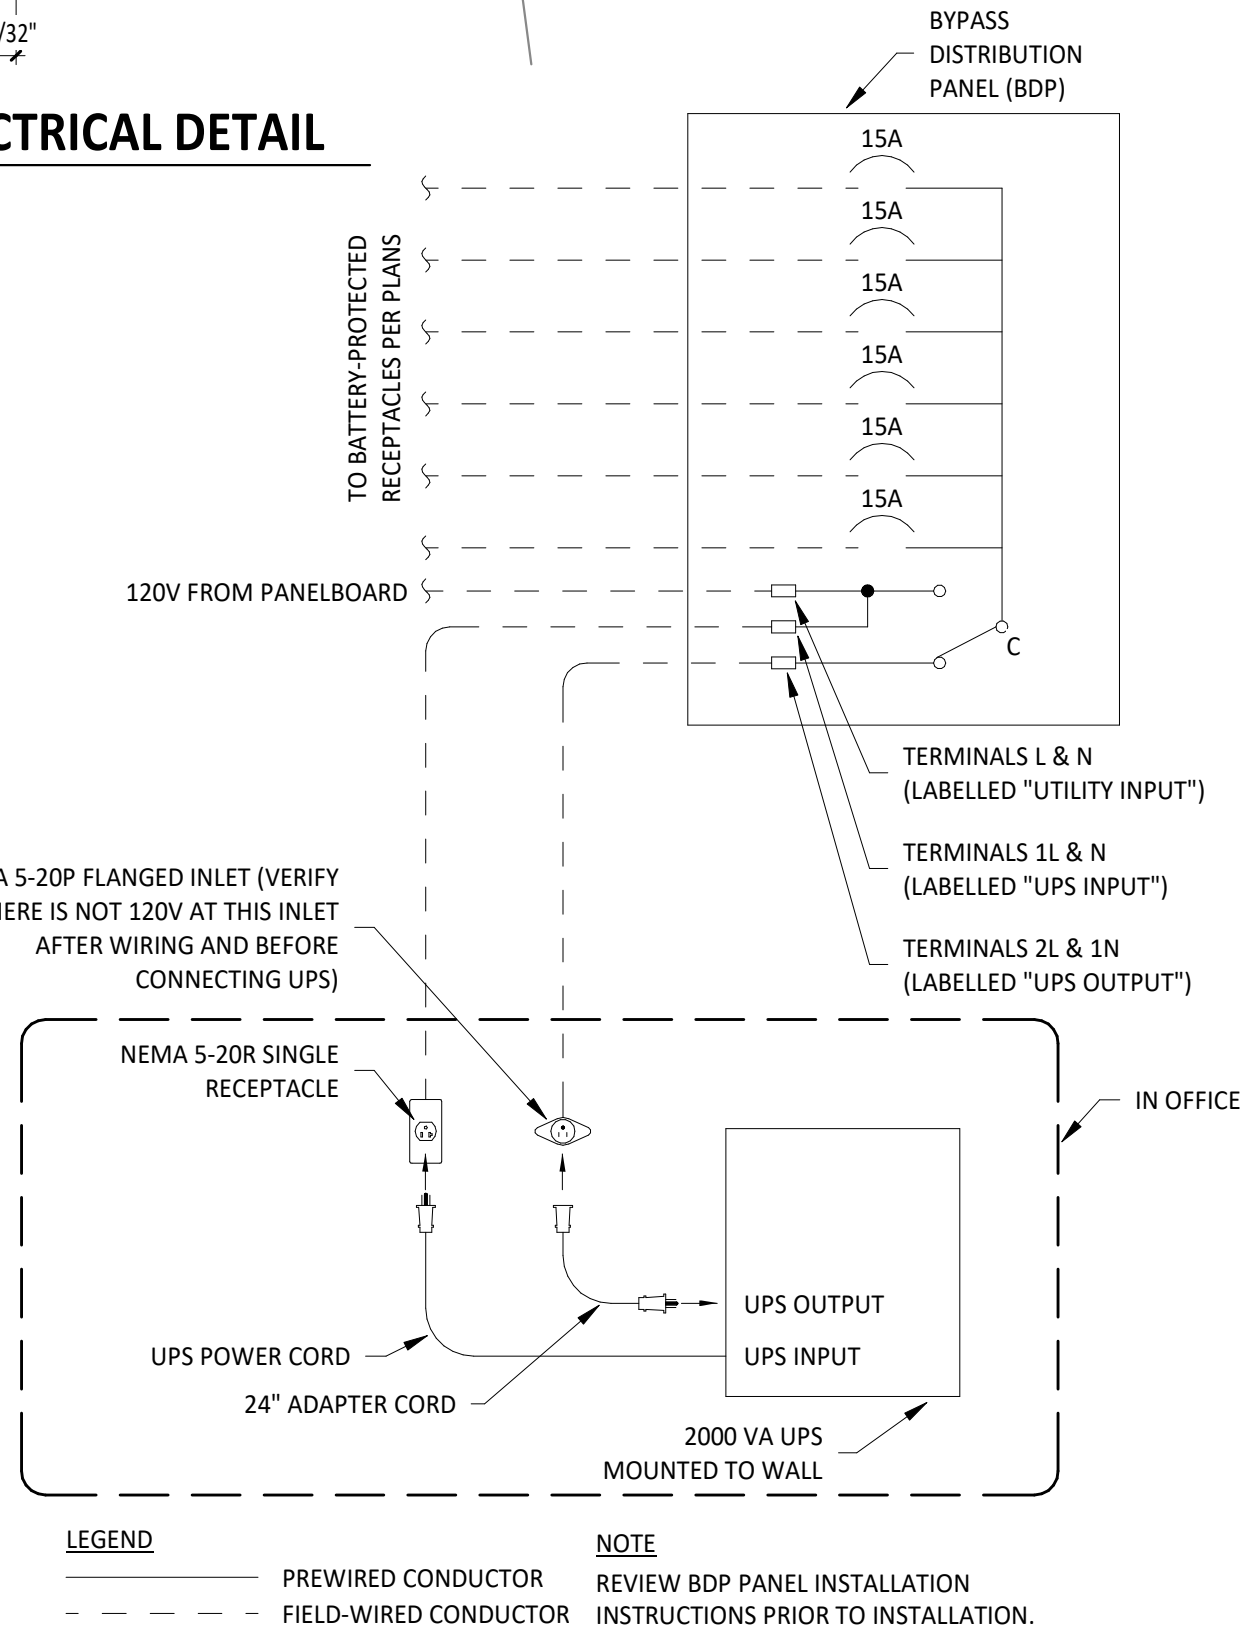 /32"
CTRICAL DETAIL
BYPASS
DISTRIBUTION
PANEL (BDP)
15A
15A
15A
15A
15A
15A
TO BATTERY-PROTECTED
RECEPTACLES PER PLANS
120V FROM PANELBOARD
C
TERMINALS L & N
(LABELLED "UTILITY INPUT")
TERMINALS 1L & N
(LABELLED "UPS INPUT")
TERMINALS 2L & 1N
(LABELLED "UPS OUTPUT")
A 5-20P FLANGED INLET (VERIFY
HERE IS NOT 120V AT THIS INLET
AFTER WIRING AND BEFORE
CONNECTING UPS)
NEMA 5-20R SINGLE
RECEPTACLE
IN OFFICE
UPS OUTPUT
UPS INPUT
UPS POWER CORD
24" ADAPTER CORD
2000 VA UPS
MOUNTED TO WALL
LEGEND
PREWIRED CONDUCTOR
FIELD-WIRED CONDUCTOR
NOTE
REVIEW BDP PANEL INSTALLATION
INSTRUCTIONS PRIOR TO INSTALLATION.